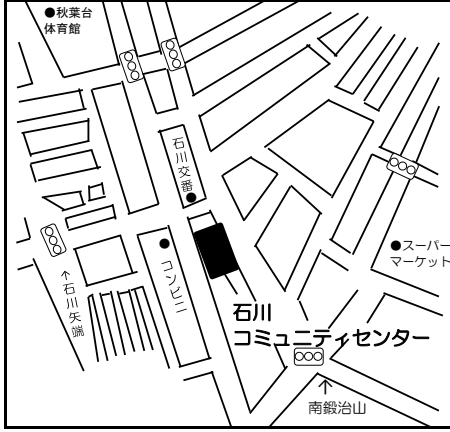 ●秋葉台
体育館
石川交番
コンビニ
↑石川矢端
●スーパー
マーケット
石川
コミュニティセンター
↑
南鍛治山